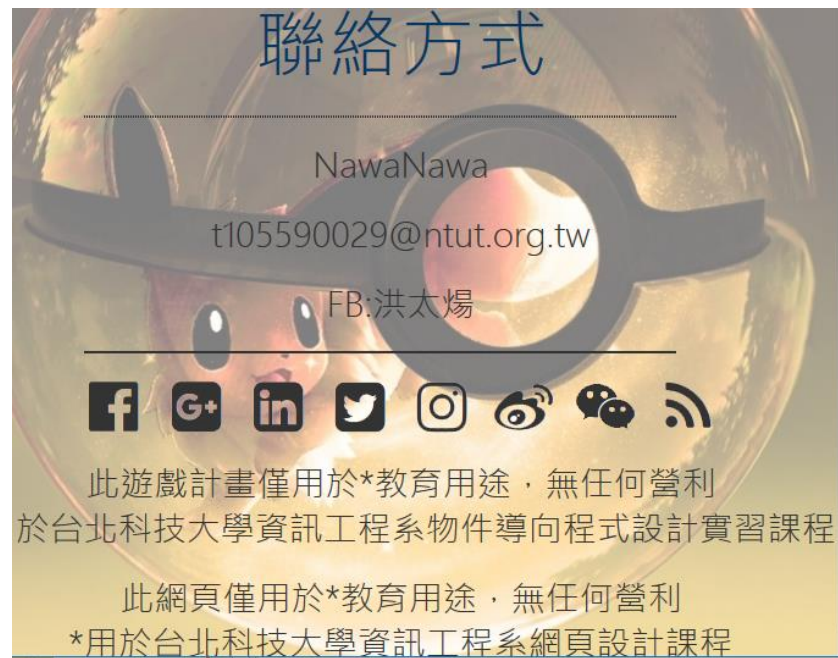 聯絡方式
NawaNawa
t105590029@ntut.org.tw
FB:洪太煬
此遊戲計畫僅用於*教育用途，無任何營利
於台北科技大學資訊工程系物件導向程式設計實習課程
此網頁僅用於*教育用途，無任何營利
*用於台北科技大學資訊工程系網頁設計課程